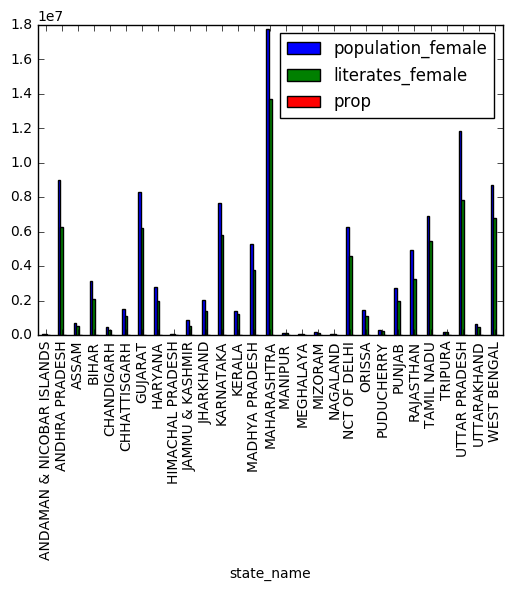 1e7
1.8
1.6
1.4
1.2
1.0
0.8
0.6
0.4
0.2
0.0
population_female
literates_female
prop
ANDAMAN & NICOBAR ISLANDS
ANDHRA PRADESH
ASSAM
BIHAR
CHANDIGARH
CHHATTISGARH
GUJARAT
HARYANA
HIMACHAL PRADESH
JAMMU & KASHMIR
JHARKHAND
KARNATAKA
KERALA
MADHYA PRADESH
MAHARASHTRA
MANIPUR
MEGHALAYA
MIZORAM
NAGALAND
NCT OF DELHI
ORISSA
PUDUCHERRY
PUNJAB
RAJASTHAN
TAMIL NADU
TRIPURA
UTTAR PRADESH
UTTARAKHAND
WEST BENGAL
state_name